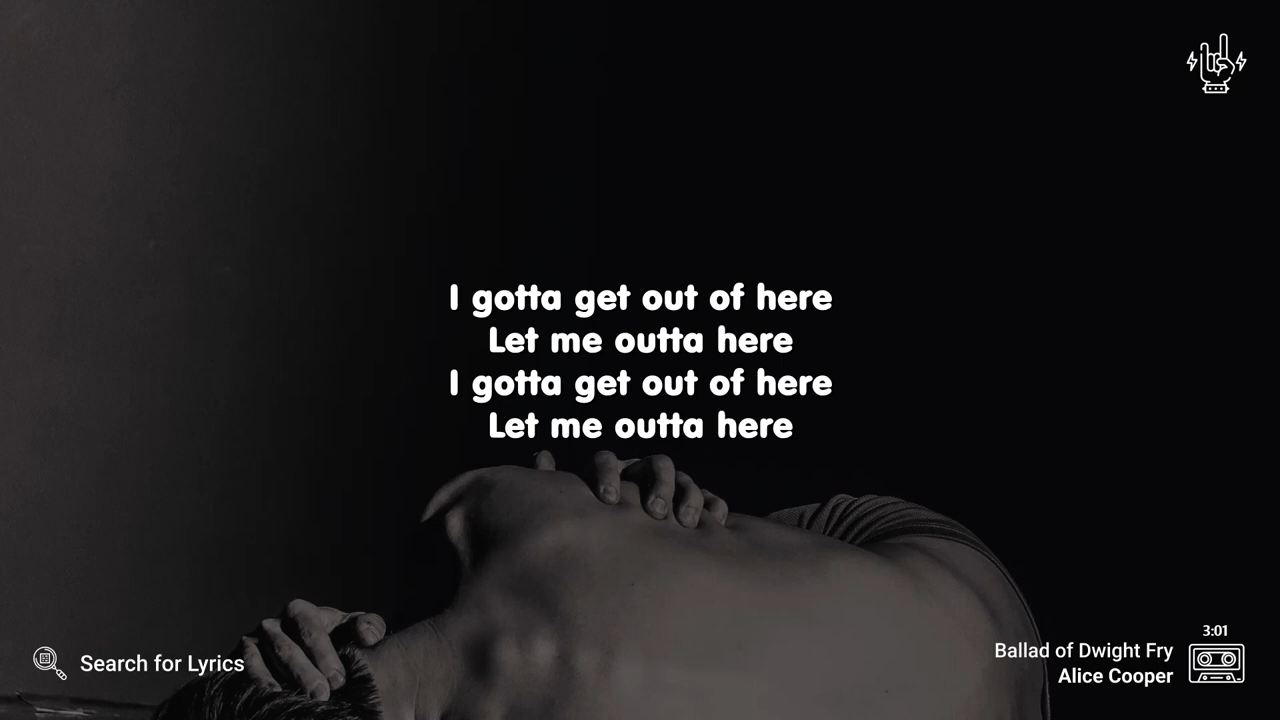 I gotta get out of here
Let me outta here
I gotta get out of here
Let me outta here
Search for Lyrics
3:01
Ballad of Dwight Fry
Alice Cooper